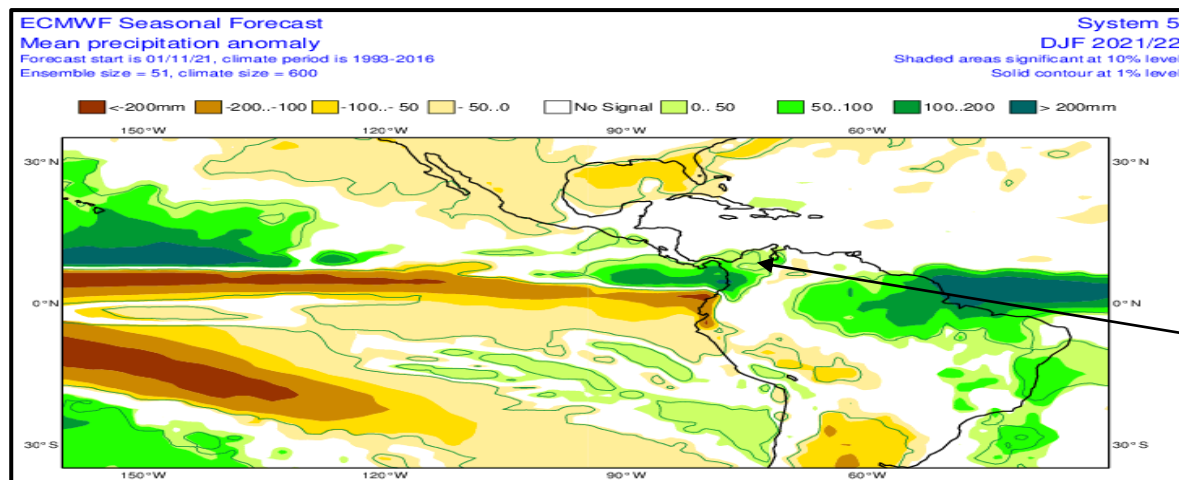 ECMWF Seasonal Forecast System 5
Mean precipitation anomaly DJF 2021/22
Forecast start is 01/11/21, climate period is 1993-2016 Shaded areas significant at 10% level
Ensemble size = 51, climate size = 600 Solid contour at 1% level
<-200mm -200..-100 -100..- 50 - 50..0 No Signal 0.. 50 50..100 100..200 > 200mm
150°W 120°W 90°W 60°W
30°N 30°N
0°N 0°N
30°S 30°S
150°W 120°W 90°W 60°W